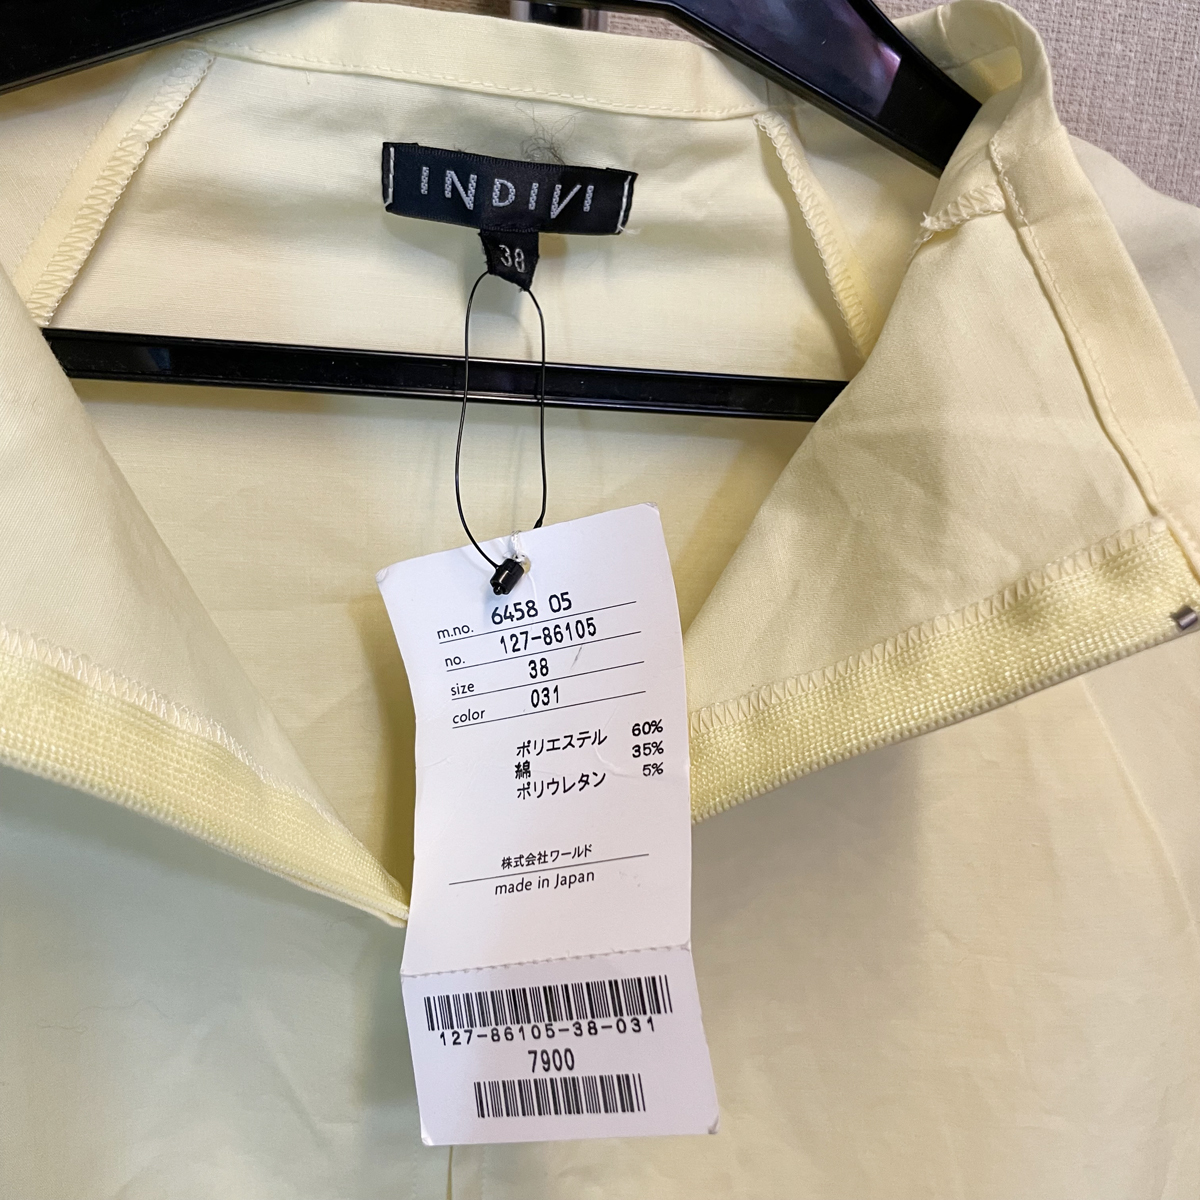 INDIVI
38
m.no. 6458 05
no. 127-86105
size 38
color 031
ポリエステル 60%
綿 35%
ポリウレタン 5%
株式会社ワールド
made in Japan
127-86105-38-031
7900